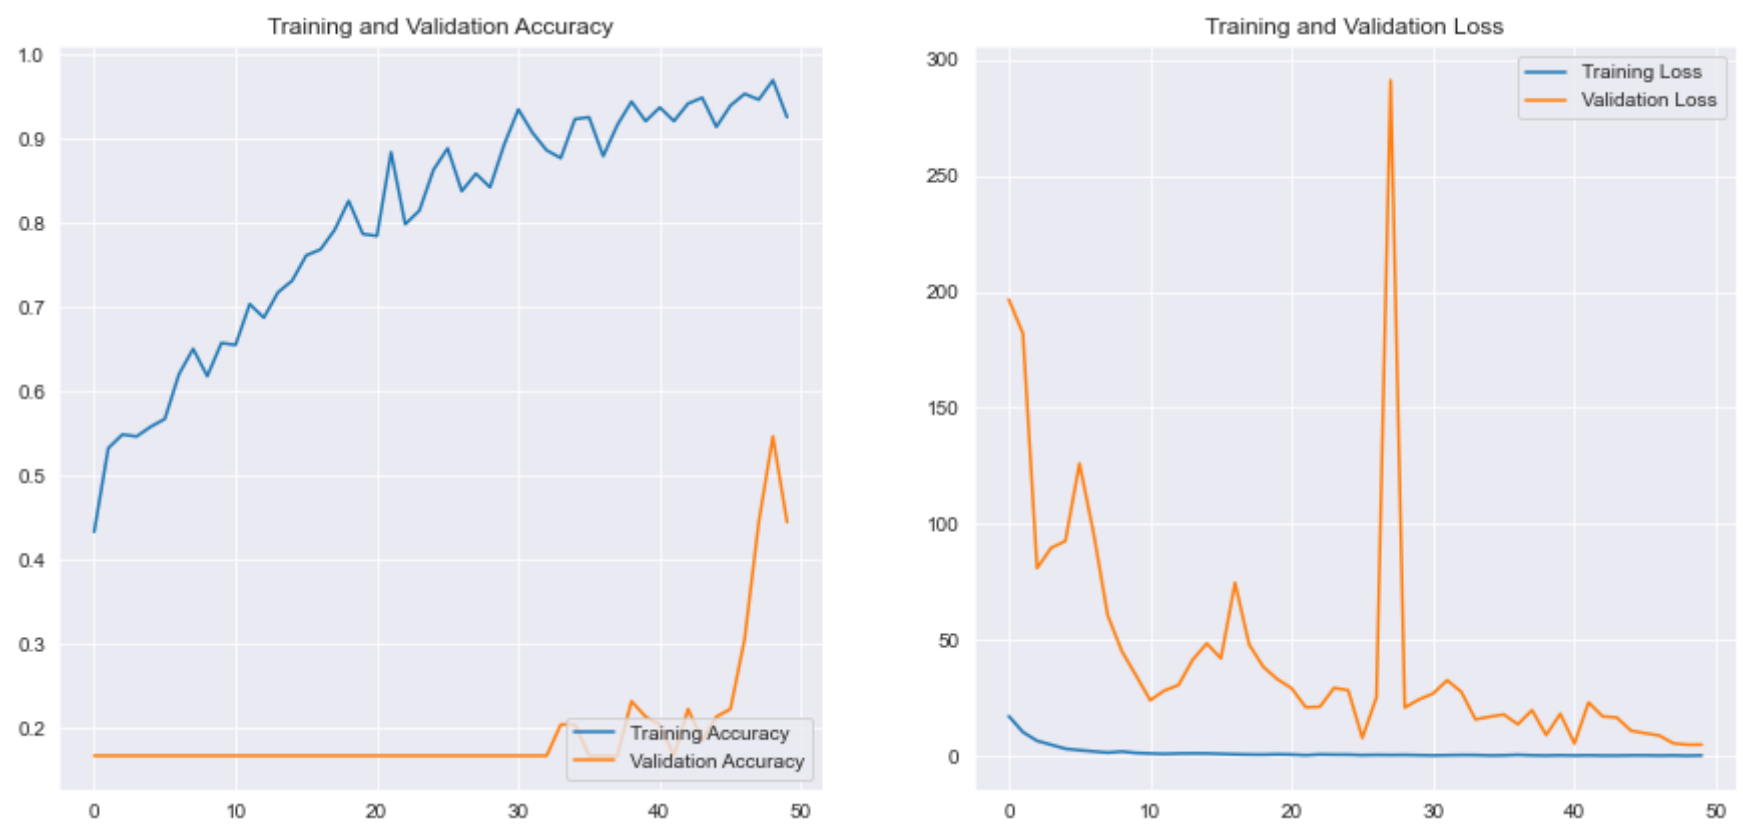 Training and Validation Accuracy
1.0
0.9
0.8
0.7
0.6
0.5
0.4
0.3
0.2
Training Accuracy
Validation Accuracy
0 10 20 30 40 50
Training and Validation Loss
300
250
200
150
100
50
0
Training Loss
Validation Loss
0 10 20 30 40 50